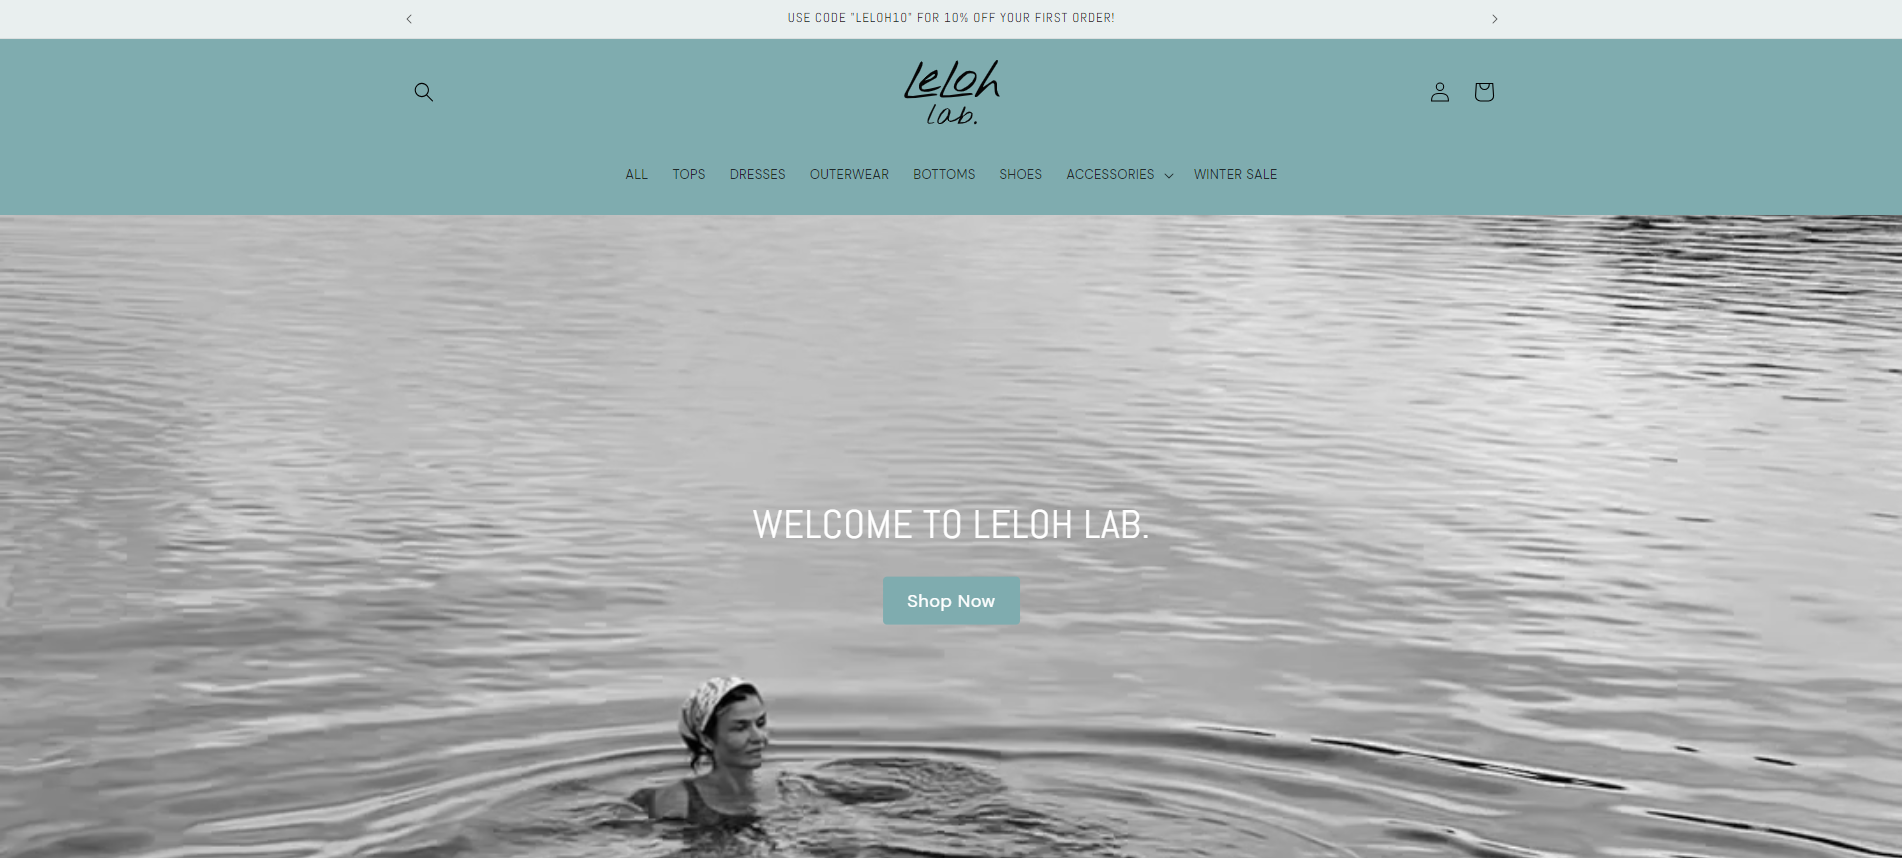 USE CODE "LELOH10" FOR 10% OFF YOUR FIRST ORDER!
LeLoh
Lab.
ALL TOPS DRESSES OUTERWEAR BOTTOMS SHOES ACCESSORIES WINTER SALE
WELCOME TO LELOH LAB.
Shop Now